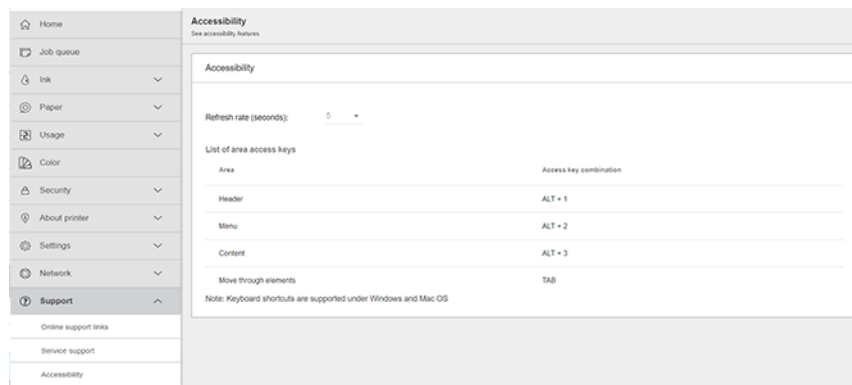 Home
Job queue
Ink
Paper
Usage
Color
Security
About printer
Settings
Network
Support
Online support links
Service support
Accessibility
Accessibility
See accessibility features
Accessibility
Refresh rate (seconds): 5
List of area access keys
Area Access key combination
Header ALT + 1
Menu ALT + 2
Content ALT + 3
Move through elements TAB
Note: Keyboard shortcuts are supported under Windows and Mac OS